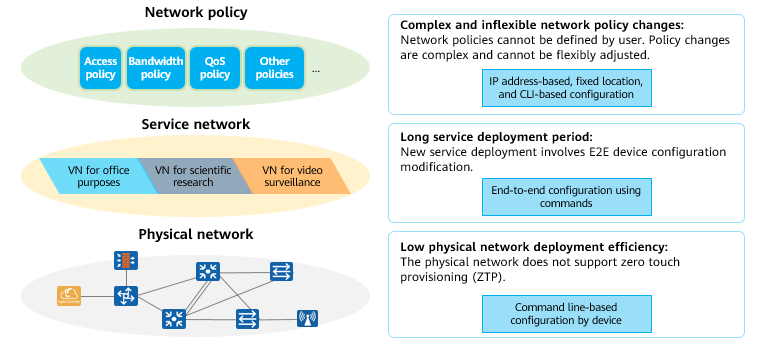 Network policy
Access
policy
Bandwidth
policy
QoS
policy
Other
policies
...
Complex and inflexible network policy changes:
Network policies cannot be defined by user. Policy changes
are complex and cannot be flexibly adjusted.
IP address-based, fixed location,
and CLI-based configuration
Service network
VN for office
purposes
VN for scientific
research
VN for video
surveillance
Long service deployment period:
New service deployment involves E2E device configuration
modification.
End-to-end configuration using
commands
Physical network
Low physical network deployment efficiency:
The physical network does not support zero touch
provisioning (ZTP).
Command line-based
configuration by device